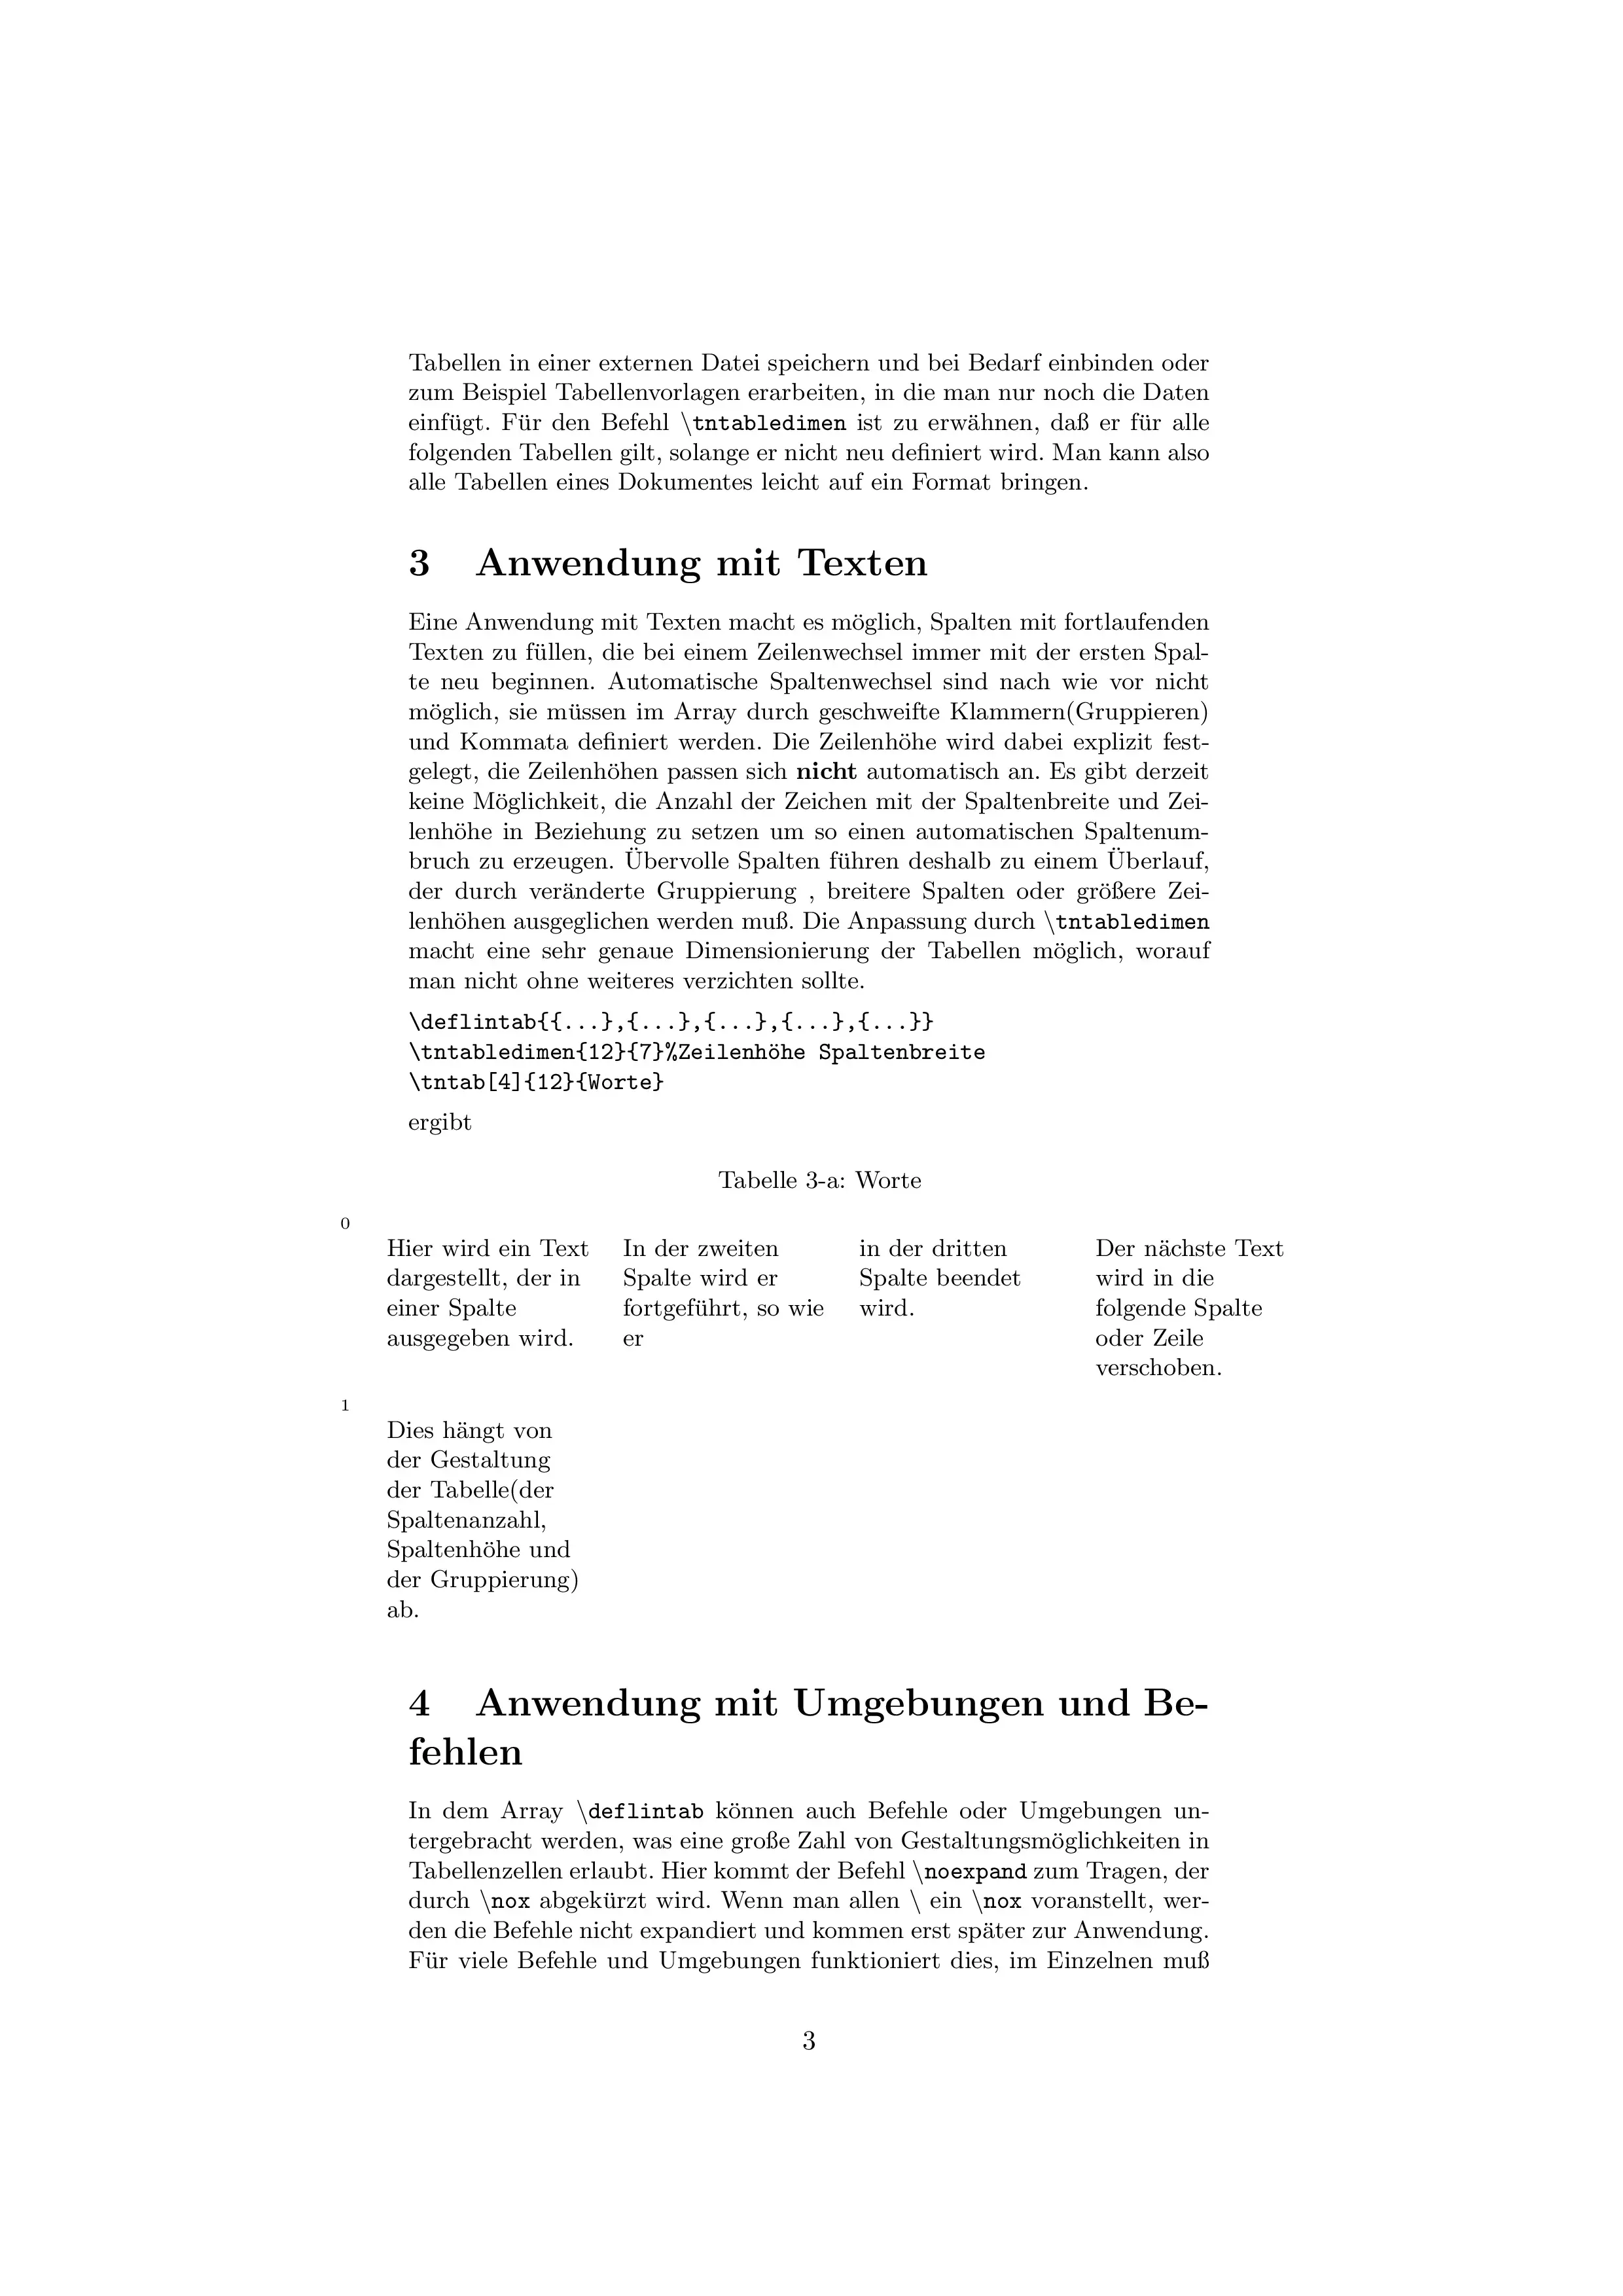 Tabellen in einer externen Datei speichern und bei Bedarf einbinden oder
zum Beispiel Tabellenvorlagen erarbeiten, in die man nur noch die Daten
einfügt. Für den Befehl \tntabledimen ist zu erwähnen, daß er für alle
folgenden Tabellen gilt, solange er nicht neu definiert wird. Man kann also
alle Tabellen eines Dokumentes leicht auf ein Format bringen.
3 Anwendung mit Texten
Eine Anwendung mit Texten macht es möglich, Spalten mit fortlaufenden
Texten zu füllen, die bei einem Zeilenwechsel immer mit der ersten Spal-
te neu beginnen. Automatische Spaltenwechsel sind nach wie vor nicht
möglich, sie müssen im Array durch geschweifte Klammern(Gruppieren)
und Kommata definiert werden. Die Zeilenhöhe wird dabei explizit fest-
gelegt, die Zeilenhöhen passen sich nicht automatisch an. Es gibt derzeit
keine Möglichkeit, die Anzahl der Zeichen mit der Spaltenbreite und Zei-
lenhöhe in Beziehung zu setzen um so einen automatischen Spaltenum-
bruch zu erzeugen. Übervolle Spalten führen deshalb zu einem Überlauf,
der durch veränderte Gruppierung , breitere Spalten oder größere Zei-
lenhöhen ausgeglichen werden muß. Die Anpassung durch \tntabledimen
macht eine sehr genaue Dimensionierung der Tabellen möglich, worauf
man nicht ohne weiteres verzichten sollte.
\deflintab{{...},{...},{...},{...},{...}}
\tntabledimen{12}{7}%Zeilenhöhe Spaltenbreite
\tntab[4]{12}{Worte}
ergibt
Tabelle 3-a: Worte
0
Hier wird ein Text In der zweiten in der dritten Der nächste Text
dargestellt, der in Spalte wird er Spalte beendet wird in die
einer Spalte fortgeführt, so wie wird. folgende Spalte
ausgegeben wird. er oder Zeile
verschoben.
1
Dies hängt von
der Gestaltung
der Tabelle(der
Spaltenanzahl,
Spaltenhöhe und
der Gruppierung)
ab.
4 Anwendung mit Umgebungen und Be-
fehlen
In dem Array \deflintab können auch Befehle oder Umgebungen un-
tergebracht werden, was eine große Zahl von Gestaltungsmöglichkeiten in
Tabellenzellen erlaubt. Hier kommt der Befehl \noexpand zum Tragen, der
durch \nox abgekürzt wird. Wenn man allen \ ein \nox voranstellt, wer-
den die Befehle nicht expandiert und kommen erst später zur Anwendung.
Für viele Befehle und Umgebungen funktioniert dies, im Einzelnen muß
3